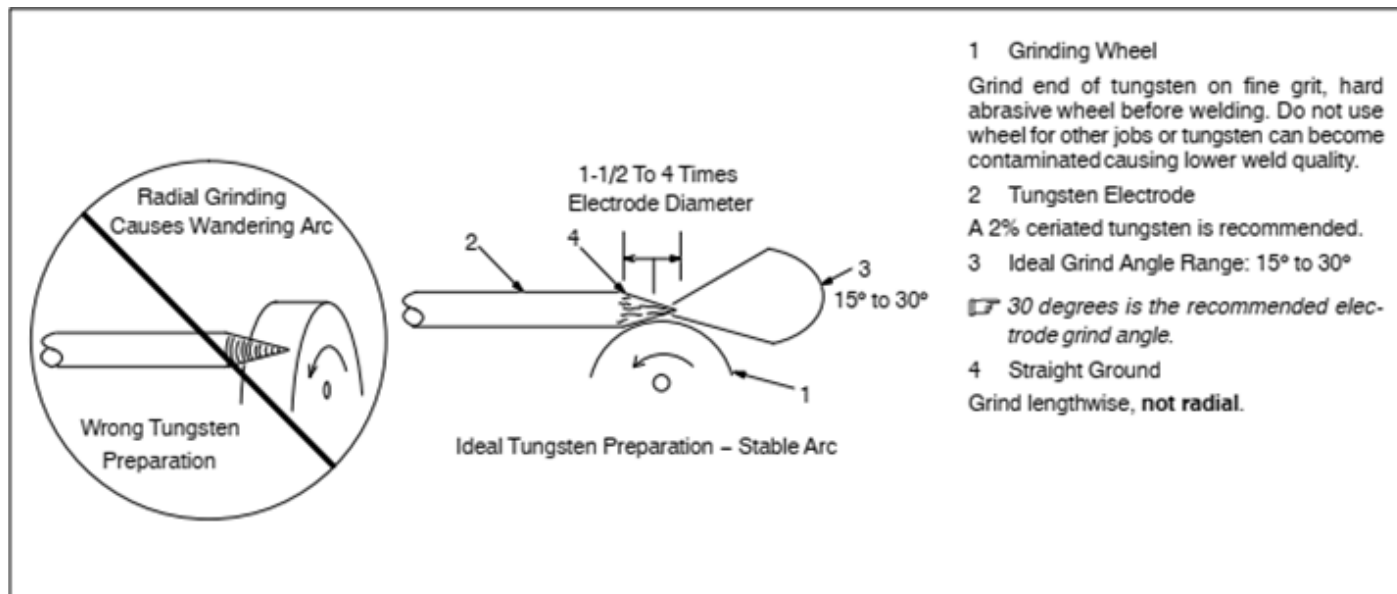 Radial Grinding
Causes Wandering Arc
Wrong Tungsten
Preparation
1-1/2 To 4 Times
Electrode Diameter
2
4
3
15° to 30°
1
Ideal Tungsten Preparation – Stable Arc
1 Grinding Wheel
Grind end of tungsten on fine grit, hard
abrasive wheel before welding. Do not use
wheel for other jobs or tungsten can become
contaminated causing lower weld quality.
2 Tungsten Electrode
A 2% ceriated tungsten is recommended.
3 Ideal Grind Angle Range: 15° to 30°
☞ 30 degrees is the recommended elec-
trode grind angle.
4 Straight Ground
Grind lengthwise, not radial.